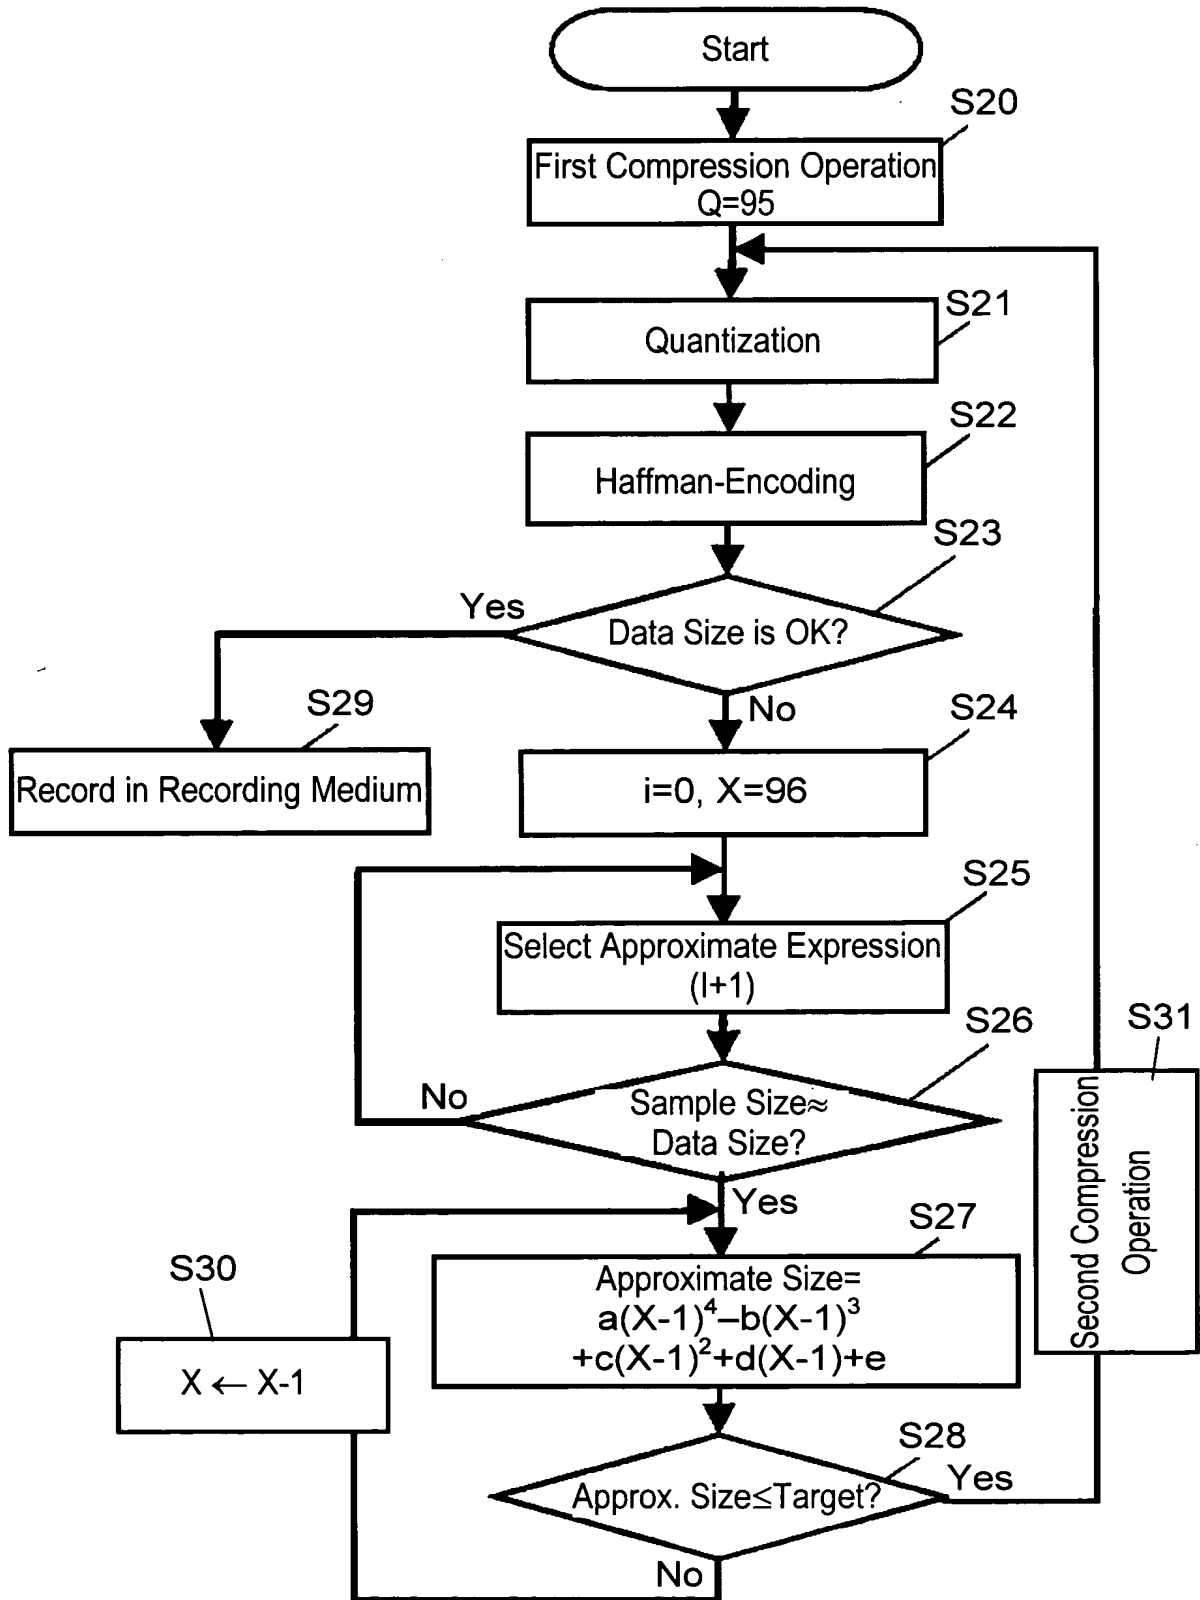 Start
S20
First Compression Operation
Q=95
S21
Quantization
S22
Haffman-Encoding
S23
Yes
Data Size is OK?
No
S29
S24
Record in Recording Medium
i=0, X=96
S25
Select Approximate Expression
(I+1)
S26
S31
No
Sample Size≈
Data Size?
Yes
S27
Second Compression
Operation
S30
Approximate Size=
a(X-1)⁴–b(X-1)³
+c(X-1)²+d(X-1)+e
X ← X-1
S28
Yes
Approx. Size≤Target?
No